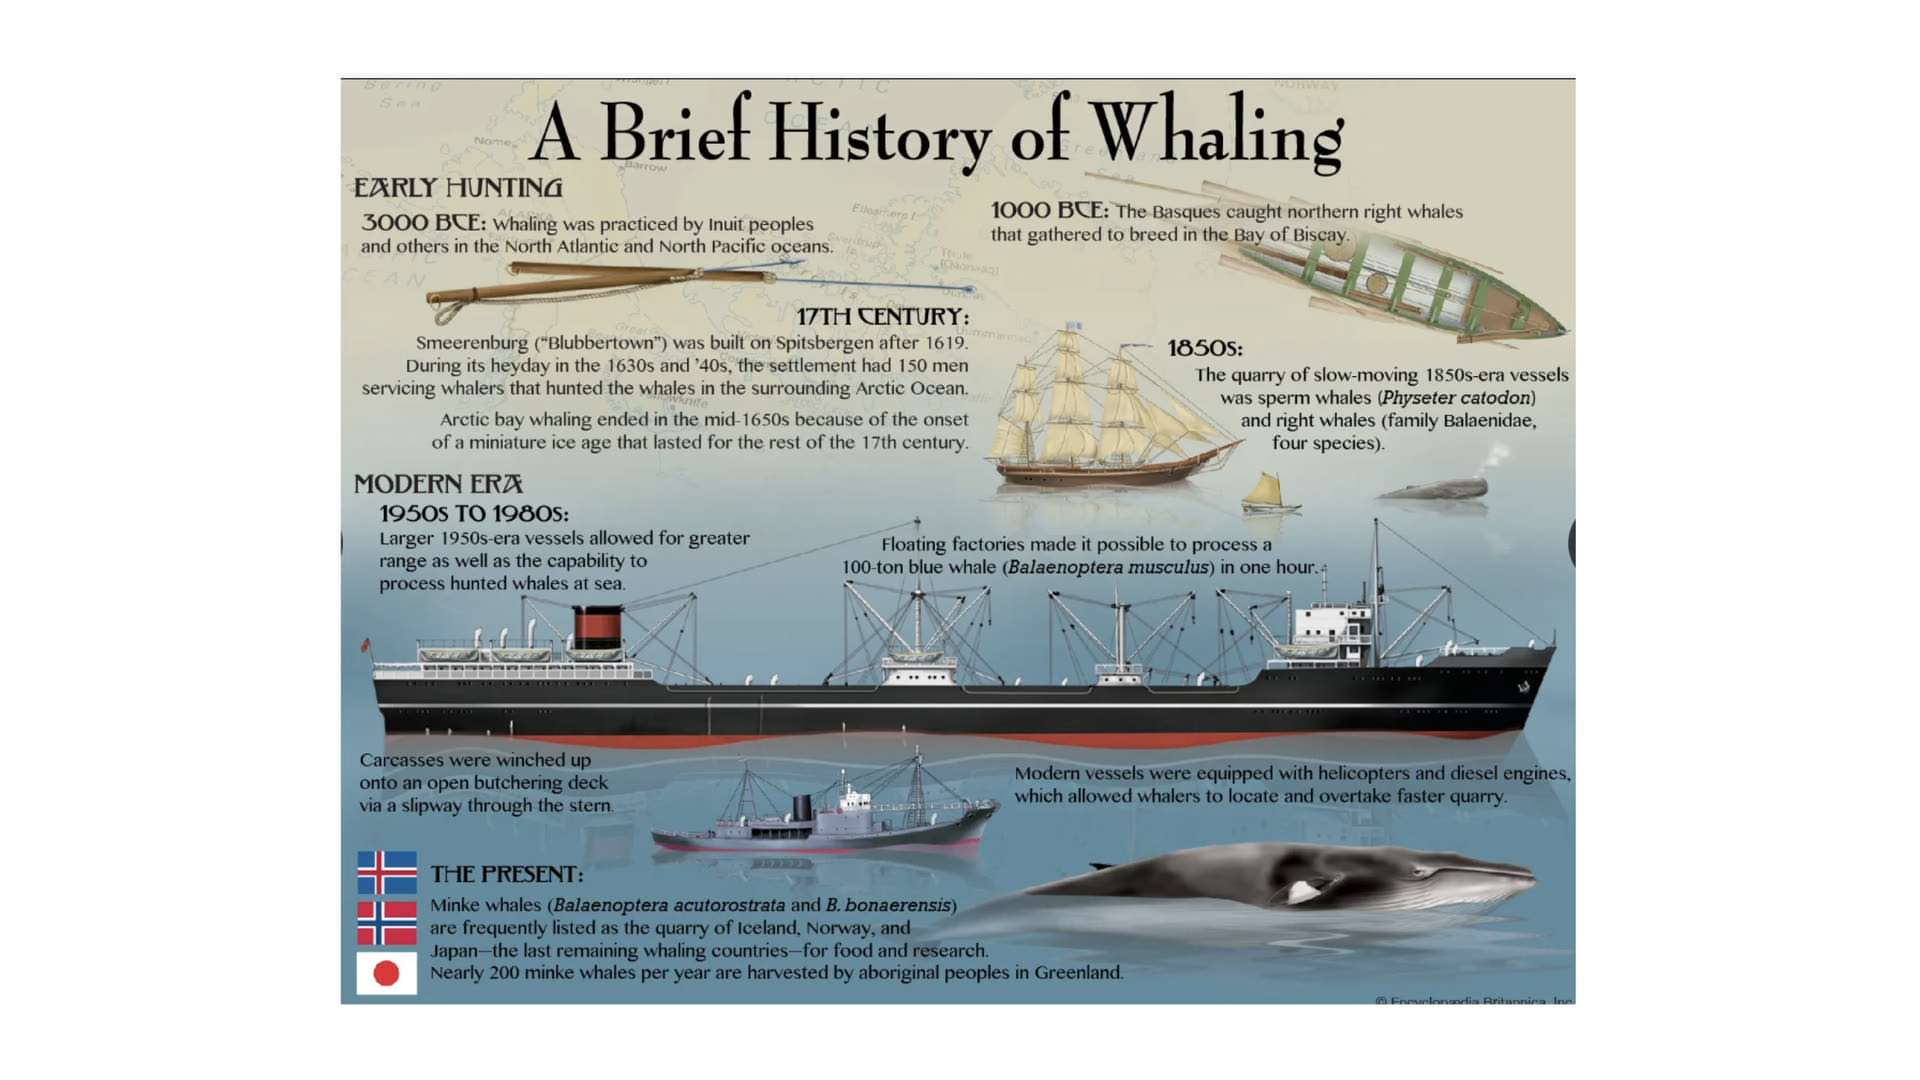 A Brief History of Whaling
EARLY HUNTING
3000 BCE: Whaling was practiced by Inuit peoples
and others in the North Atlantic and North Pacific oceans.
1000 BCE: The Basques caught northern right whales
that gathered to breed in the Bay of Biscay.
17TH CENTURY:
Smeerenburg (“Blubbertown”) was built on Spitsbergen after 1619.
During its heyday in the 1630s and ’40s, the settlement had 150 men
servicing whalers that hunted the whales in the surrounding Arctic Ocean.
Arctic bay whaling ended in the mid-1650s because of the onset
of a miniature ice age that lasted for the rest of the 17th century.
1850s:
The quarry of slow-moving 1850s-era vessels
was sperm whales (Physeter catodon)
and right whales (family Balaenidae,
four species).
MODERN ERA
1950s TO 1980s:
Larger 1950s-era vessels allowed for greater
range as well as the capability to
process hunted whales at sea.
Floating factories made it possible to process a
100-ton blue whale (Balaenoptera musculus) in one hour.
Carcasses were winched up
onto an open butchering deck
via a slipway through the stern.
Modern vessels were equipped with helicopters and diesel engines,
which allowed whalers to locate and overtake faster quarry.
THE PRESENT:
Minke whales (Balaenoptera acutorostrata and B. bonaerensis)
are frequently listed as the quarry of Iceland, Norway, and
Japan—the last remaining whaling countries—for food and research.
Nearly 200 minke whales per year are harvested by aboriginal peoples in Greenland.
© Encyclopædia Britannica, Inc
Bering
Sea
Nome
Barrow
NORWAY
Thule
(Qaanaaq)